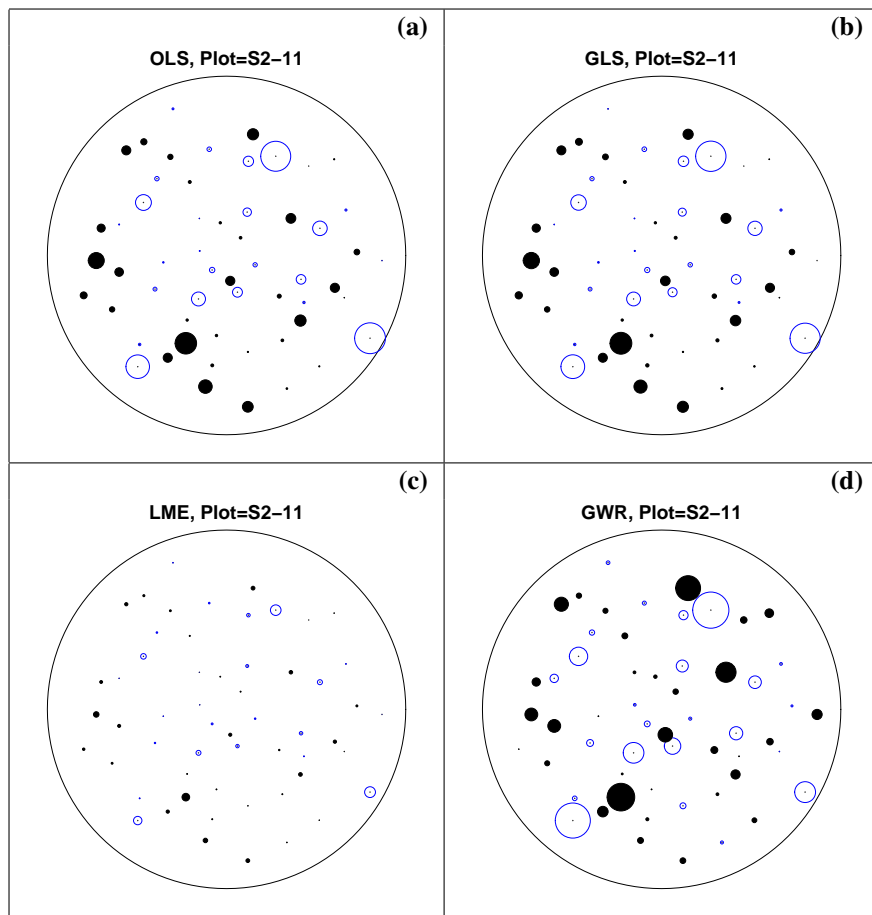 (a)
OLS, Plot=S2−11
(b)
GLS, Plot=S2−11
(c)
LME, Plot=S2−11
(d)
GWR, Plot=S2−11